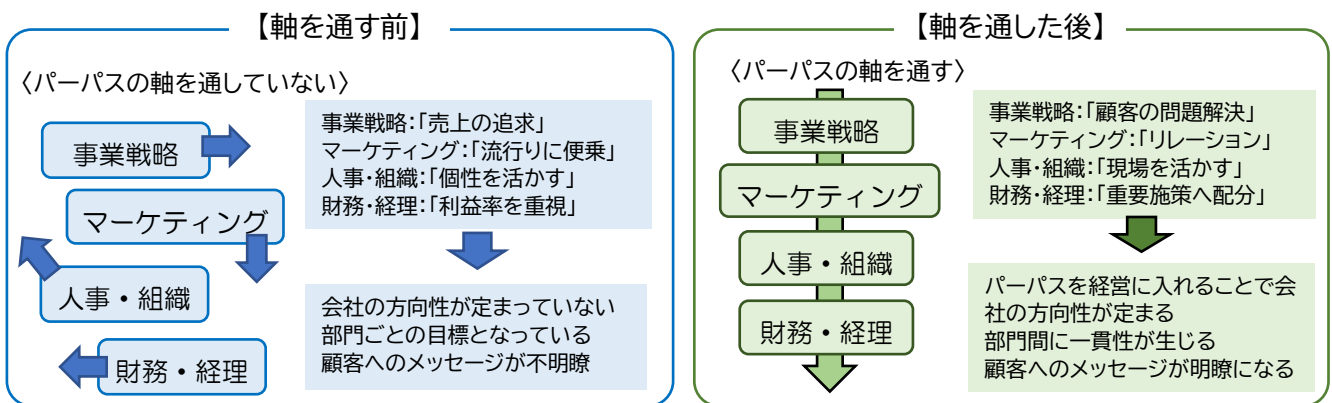 【軸を通す前】
〈パーパスの軸を通していない〉
事業戦略
マーケティング
人事・組織
財務・経理
事業戦略:「売上の追求」
マーケティング:「流行りに便乗」
人事・組織:「個性を活かす」
財務・経理:「利益率を重視」
会社の方向性が定まっていない
部門ごとの目標となっている
顧客へのメッセージが不明瞭
【軸を通した後】
〈パーパスの軸を通す〉
事業戦略
マーケティング
人事・組織
財務・経理
事業戦略:「顧客の問題解決」
マーケティング:「リレーション」
人事・組織:「現場を活かす」
財務・経理:「重要施策へ配分」
パーパスを経営に入れることで会
社の方向性が定まる
部門間に一貫性が生じる
顧客へのメッセージが明瞭になる